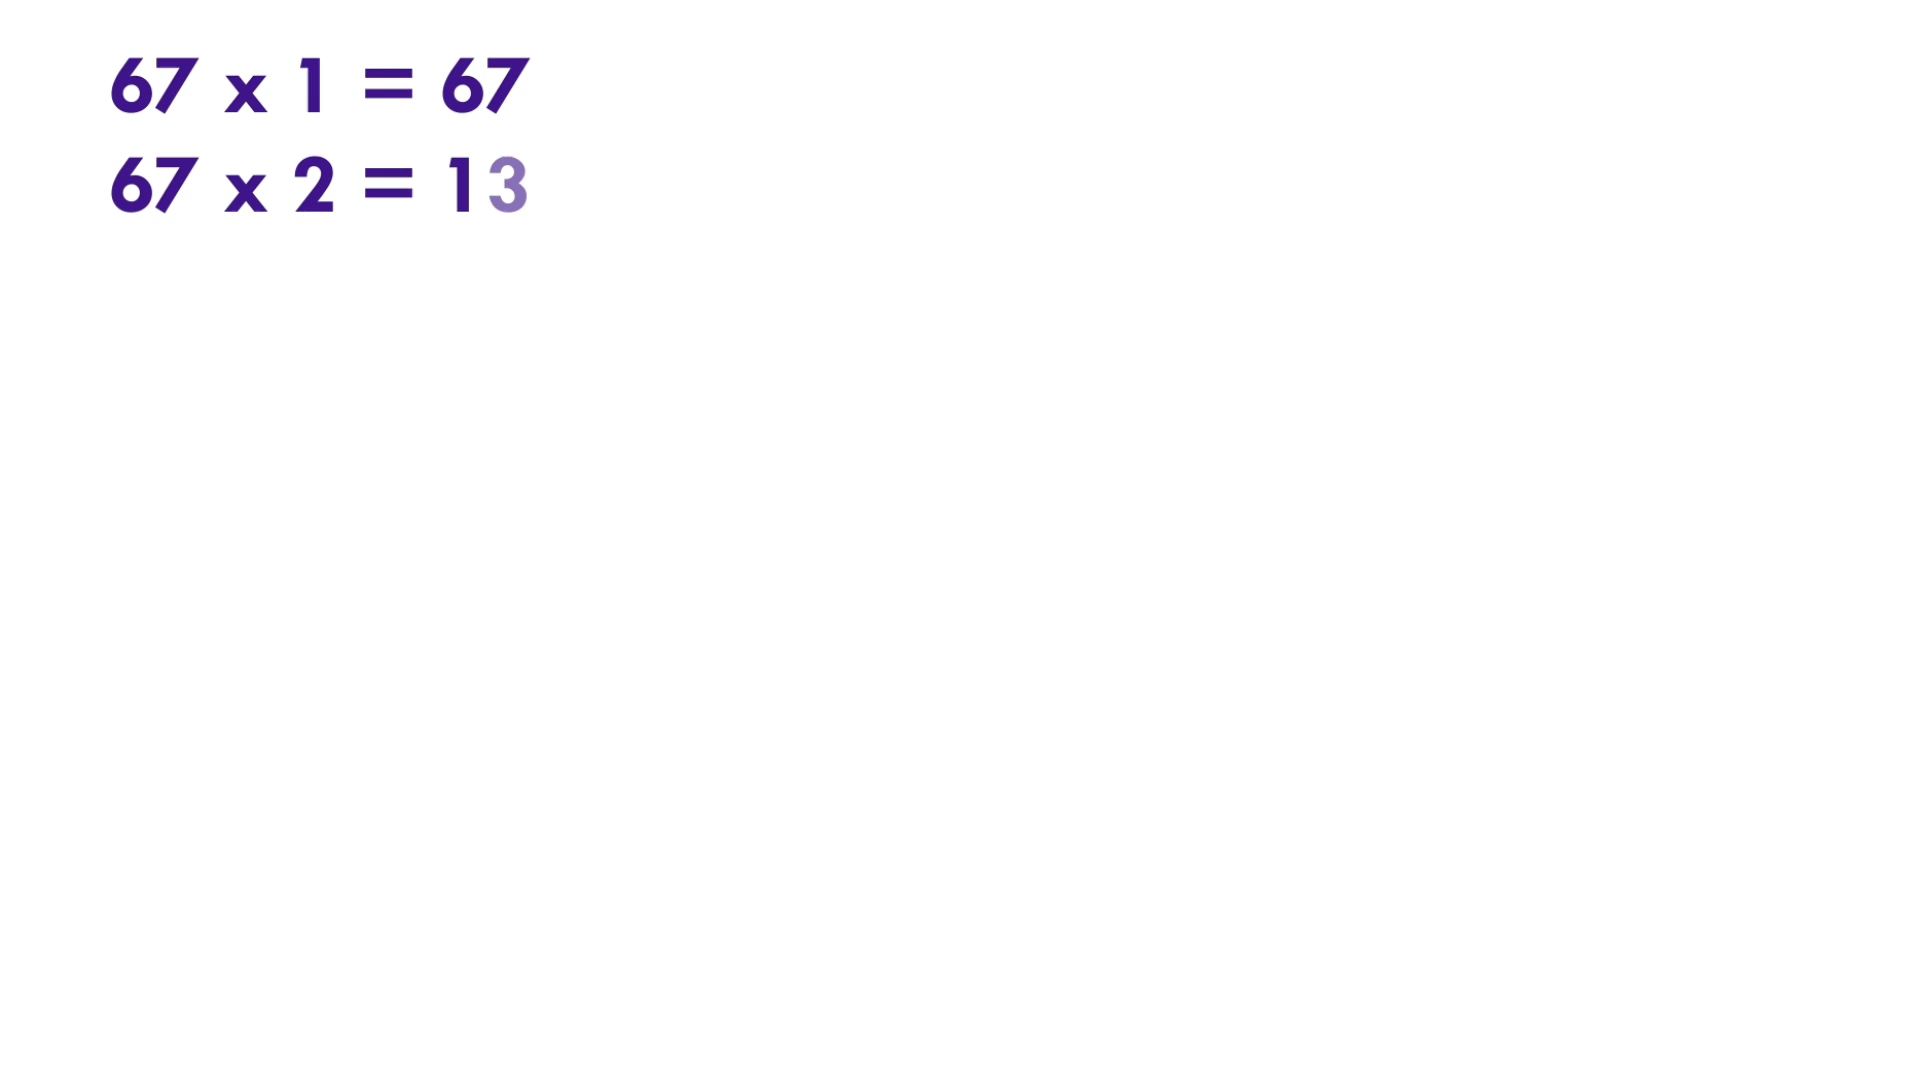 67 x 1 = 67
67 x 2 = 13